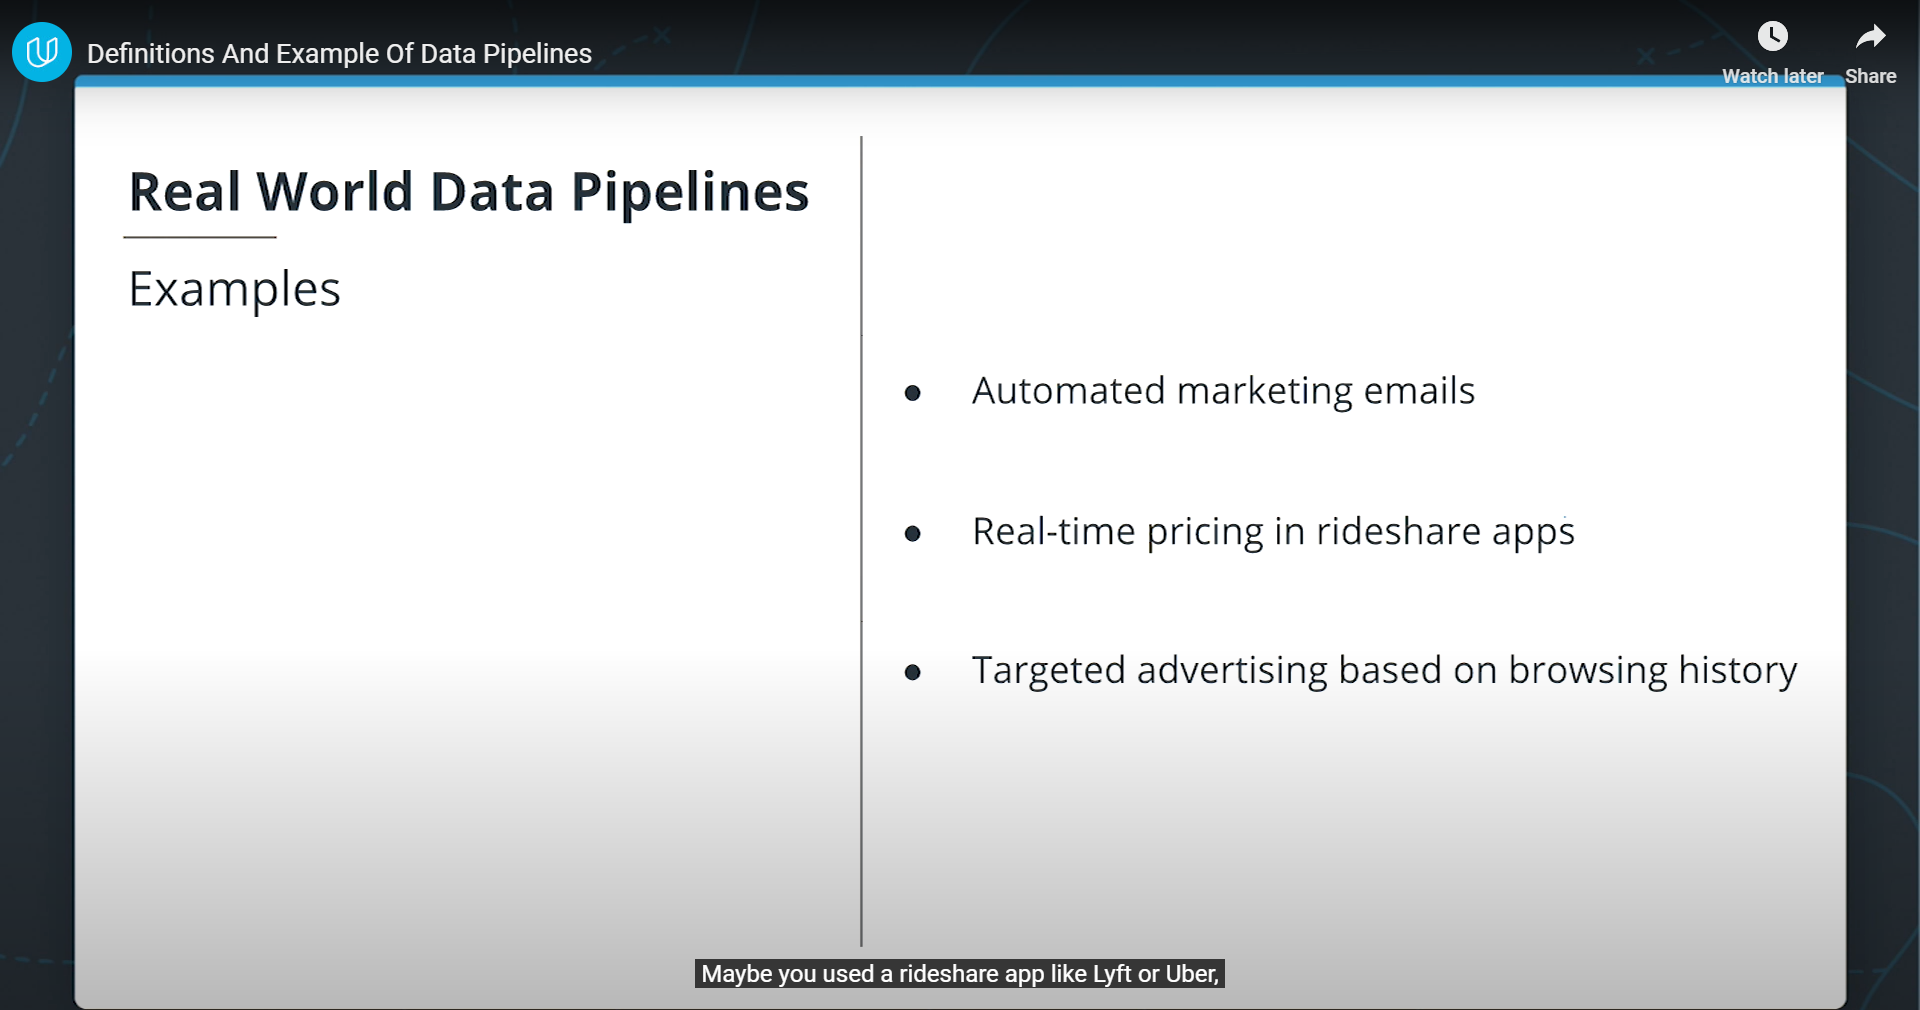 Definitions And Example Of Data Pipelines
Watch later
Share
Real World Data Pipelines
Examples
● Automated marketing emails
● Real-time pricing in rideshare apps
● Targeted advertising based on browsing history
Maybe you used a rideshare app like Lyft or Uber,